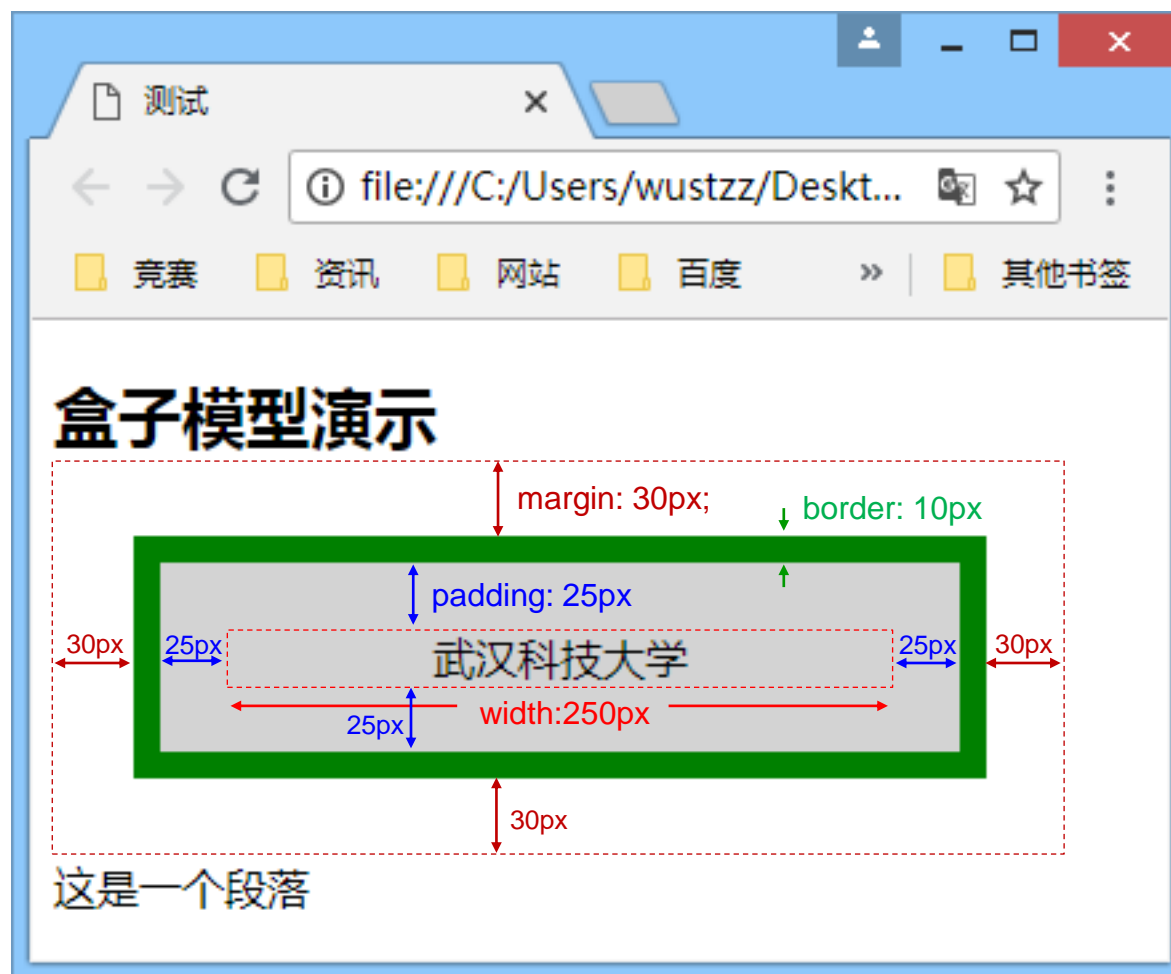 测试
file:///C:/Users/wustzz/Deskt...
竞赛 资讯 网站 百度 » 其他书签
盒子模型演示
margin: 30px;
border: 10px
padding: 25px
30px 25px 武汉科技大学 25px 30px
25px width:250px
30px
这是一个段落